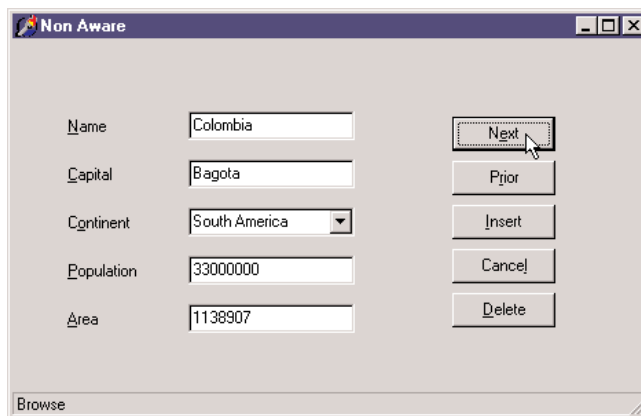 Non Aware
Name Colombia Next
Capital Bagota Prior
Continent South America Insert
Population 33000000 Cancel
Area 1138907 Delete
Browse